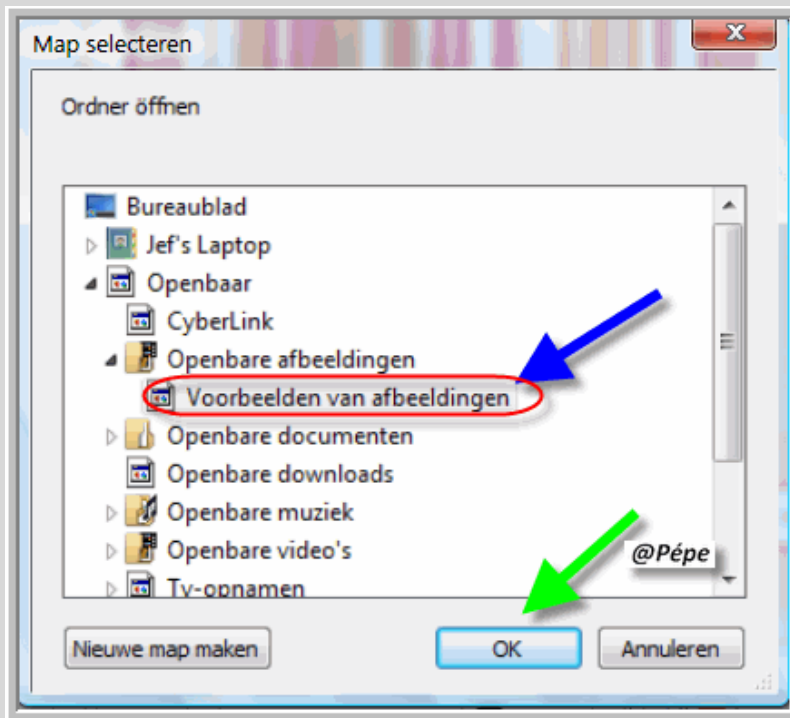 Map selecteren
x
Ordner öffnen
Bureaublad
Jef's Laptop
Openbaar
CyberLink
Openbare afbeeldingen
Voorbeelden van afbeeldingen
Openbare documenten
Openbare downloads
Openbare muziek
Openbare video's
@Pépe
Tv-opnamen
Nieuwe map maken OK Annuleren